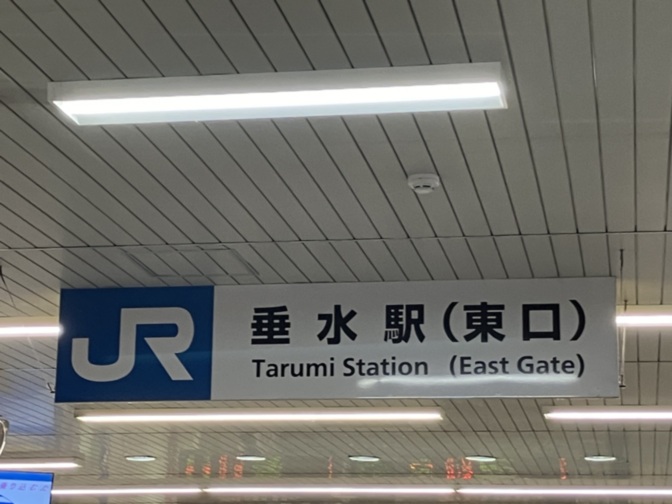 JR
垂水駅(東口)
Tarumi Station (East Gate)